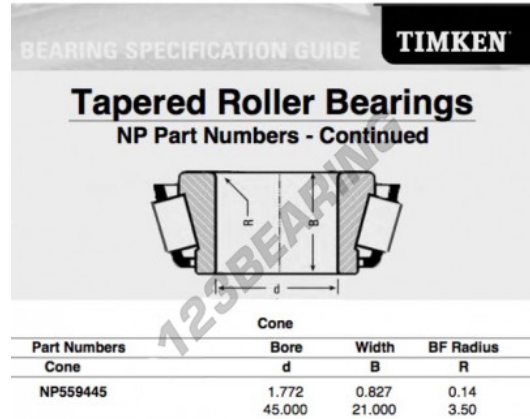 BEARING SPECIFICATION GUIDE
TIMKEN
Tapered Roller Bearings
NP Part Numbers - Continued
R
B
d
123BEARING
Cone
Part Numbers Bore Width BF Radius
Cone d B R
NP559445 1.772 0.827 0.14
45.000 21.000 3.50